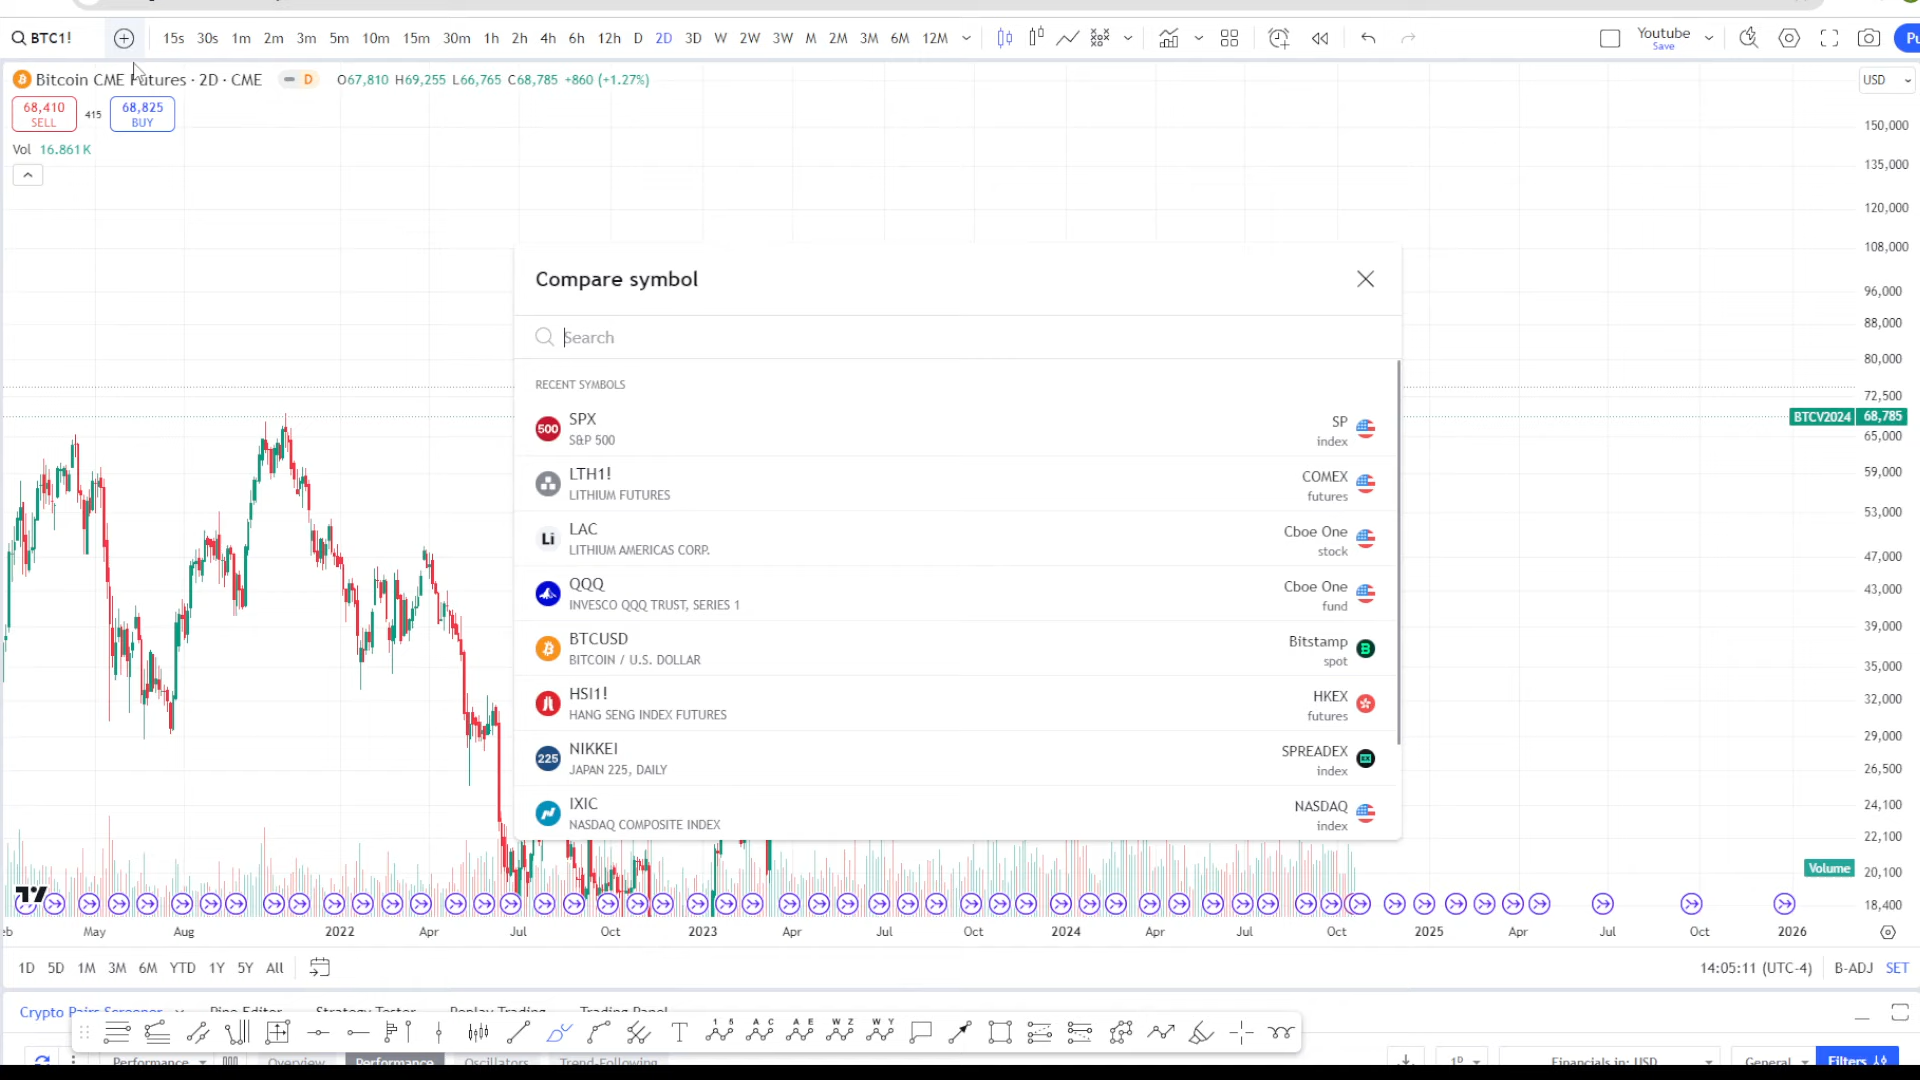 BTC1!
15s 30s 1m 2m 3m 5m 10m 15m 30m 1h 2h 4h 6h 12h D 2D 3D W 2W 3W M 2M 3M 6M 12M
Youtube
Save
Bitcoin CME Futures · 2D · CME
D
O67,810 H69,255 L66,765 C68,785 +860 (+1.27%)
USD
68,410
SELL
415
68,825
BUY
Vol 16.861K
150,000
135,000
120,000
108,000
96,000
88,000
80,000
72,500
BTCV2024 68,785
65,000
59,000
53,000
47,000
43,000
39,000
35,000
32,000
29,000
26,500
24,100
22,100
Volume
20,100
18,400
Compare symbol
Search
RECENT SYMBOLS
500
SPX
S&P 500
SP
index
LTH1!
LITHIUM FUTURES
COMEX
futures
Li
LAC
LITHIUM AMERICAS CORP.
Cboe One
stock
QQQ
INVESCO QQQ TRUST, SERIES 1
Cboe One
fund
BTCUSD
BITCOIN / U.S. DOLLAR
Bitstamp
spot
HSI1!
HANG SENG INDEX FUTURES
HKEX
futures
225
NIKKEI
JAPAN 225, DAILY
SPREADEX
index
IXIC
NASDAQ COMPOSITE INDEX
NASDAQ
index
May Aug 2022 Apr Jul Oct 2023 Apr Jul Oct 2024 Apr Jul Oct 2025 Apr Jul Oct 2026
1D 5D 1M 3M 6M YTD 1Y 5Y All
14:05:11 (UTC-4) B-ADJ SET
Crypto Pairs Screener Pine Editor Strategy Tester Replay Trading Trading Panel
T
Performance Overview Performance Oscillators Trend-Following
1D Financials in: USD General Filters